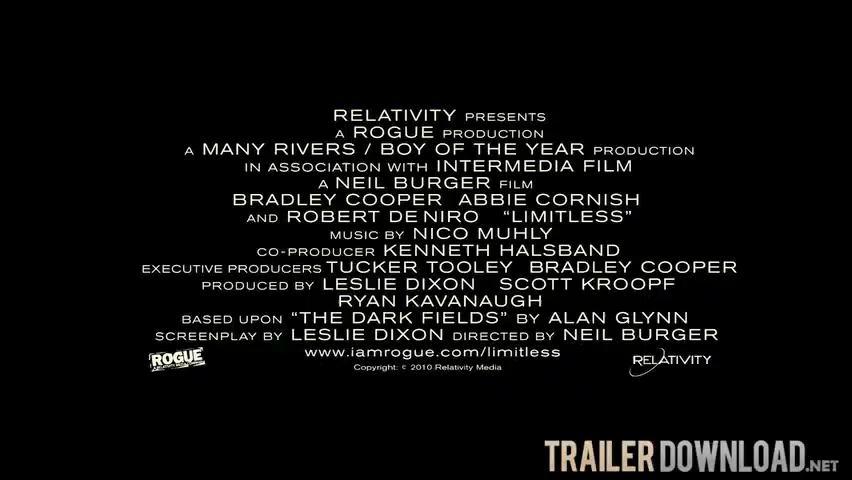 RELATIVITY PRESENTS
A ROGUE PRODUCTION
A MANY RIVERS / BOY OF THE YEAR PRODUCTION
IN ASSOCIATION WITH INTERMEDIA FILM
A NEIL BURGER FILM
BRADLEY COOPER ABBIE CORNISH
AND ROBERT DE NIRO "LIMITLESS"
MUSIC BY NICO MUHLY
CO-PRODUCER KENNETH HALSBAND
EXECUTIVE PRODUCERS TUCKER TOOLEY BRADLEY COOPER
PRODUCED BY LESLIE DIXON SCOTT KROOPF
RYAN KAVANAUGH
BASED UPON "THE DARK FIELDS" BY ALAN GLYNN
SCREENPLAY BY LESLIE DIXON DIRECTED BY NEIL BURGER
www.iamrogue.com/limitless
ROGUE
RELATIVITY
Copyright: © 2010 Relativity Media
TRAILERDOWNLOAD.NET